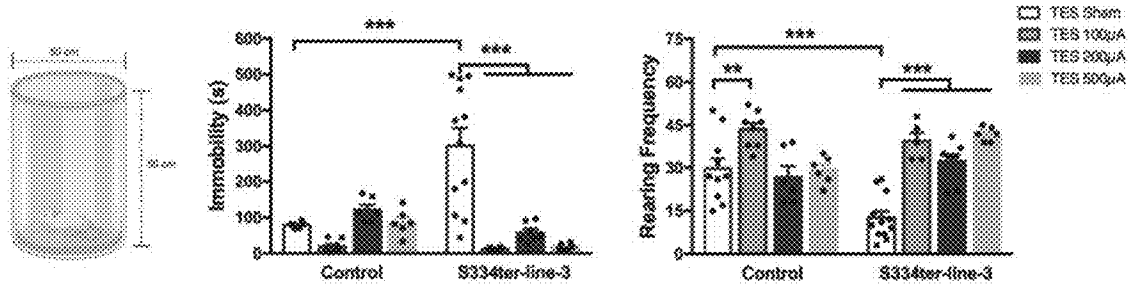 50 cm
50 cm
Immobility (s)
600
500
400
300
200
100
0
***
***
Control
S334ter-line-3
Rearing Frequency
75
60
45
30
15
0
**
***
***
Control
S334ter-line-3
TES Sham
TES 100µA
TES 200µA
TES 500µA